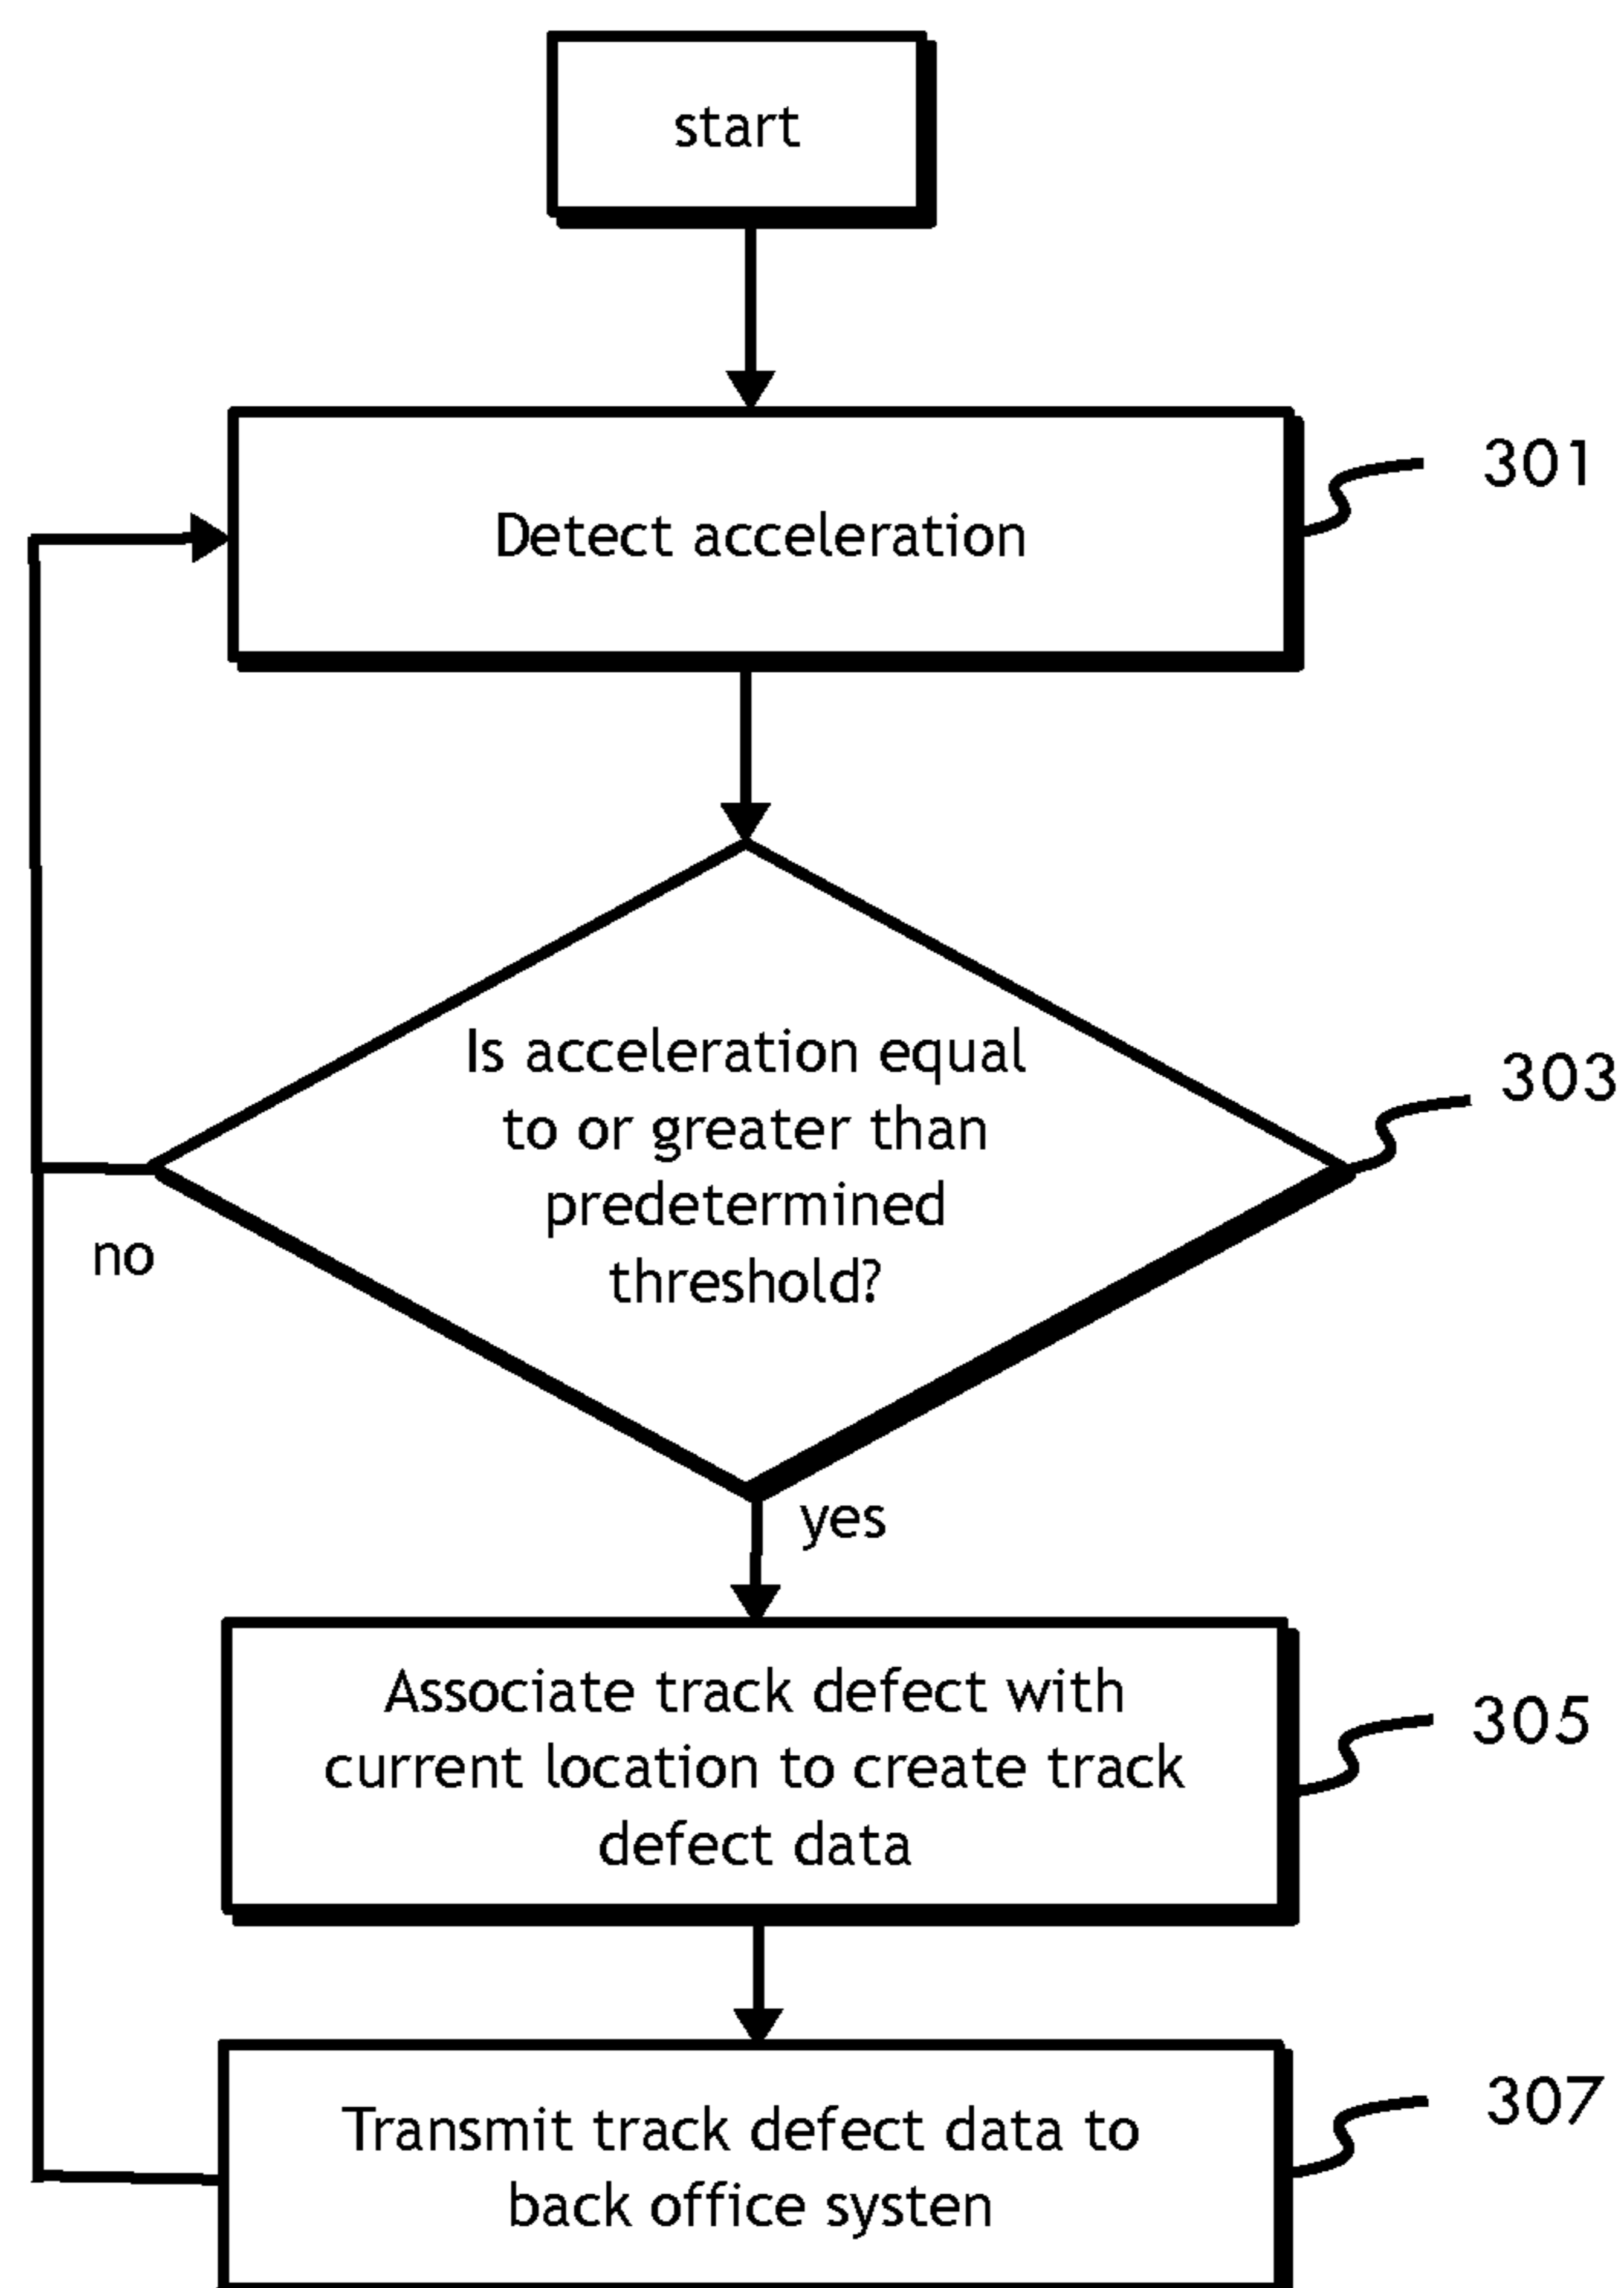 start
Detect acceleration
301
Is acceleration equal
to or greater than
predetermined
threshold?
303
no
yes
Associate track defect with
current location to create track
defect data
305
Transmit track defect data to
back office systen
307